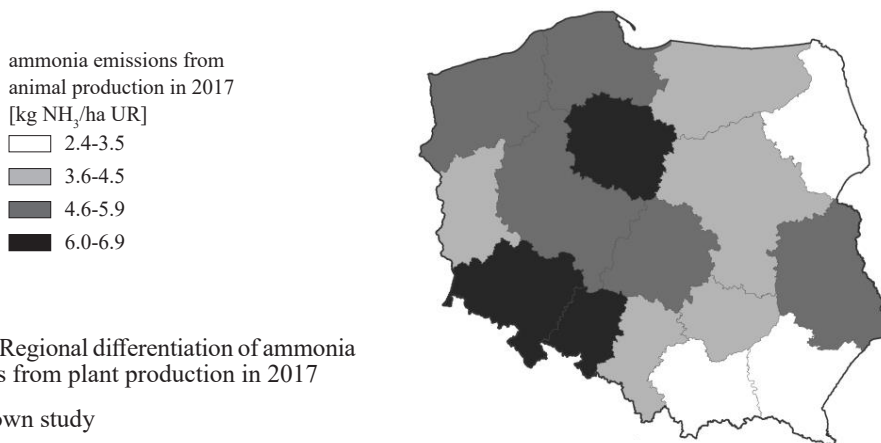 ammonia emissions from
animal production in 2017
[kg NH₃/ha UR]
2.4-3.5
3.6-4.5
4.6-5.9
6.0-6.9
Regional differentiation of ammonia
from plant production in 2017
own study